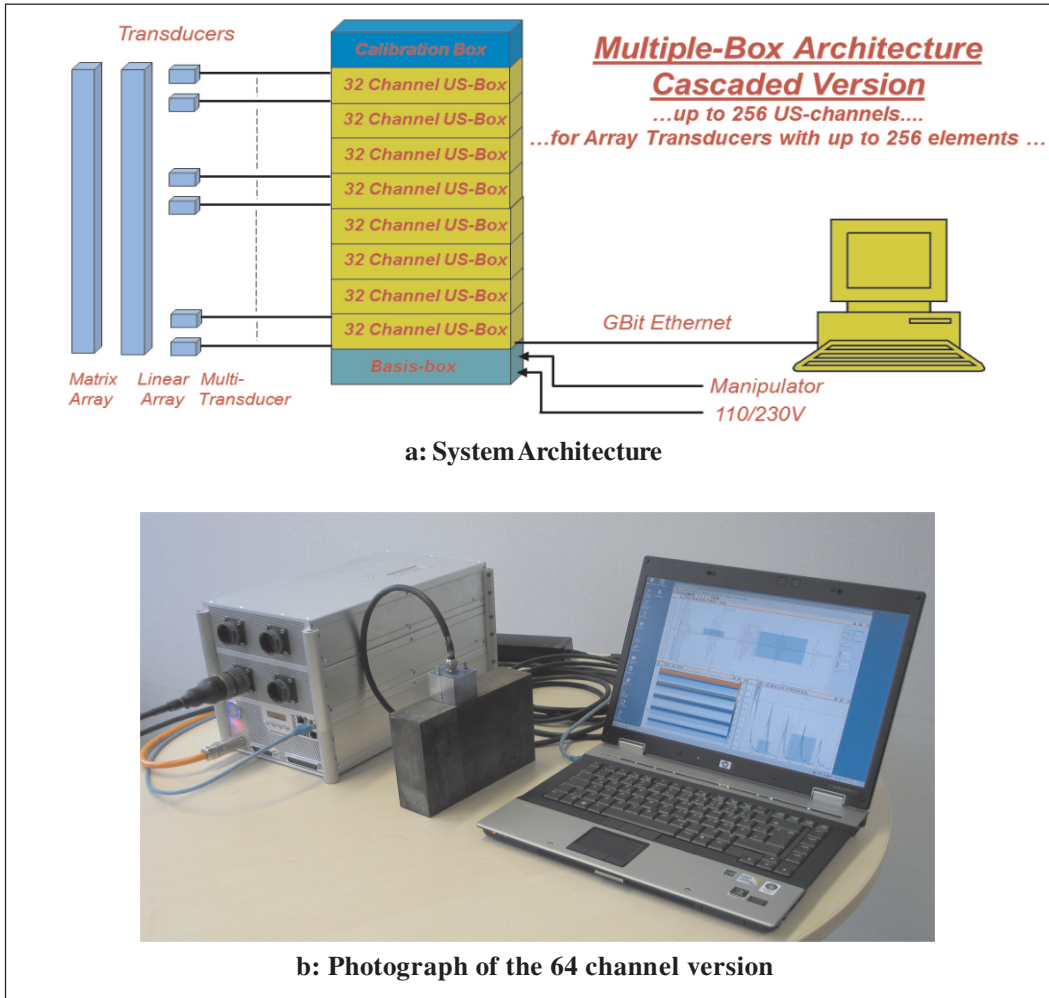 Transducers
Calibration Box
32 Channel US-Box
32 Channel US-Box
32 Channel US-Box
32 Channel US-Box
32 Channel US-Box
32 Channel US-Box
32 Channel US-Box
32 Channel US-Box
Basis-box
Multiple-Box Architecture
Cascaded Version
...up to 256 US-channels....
...for Array Transducers with up to 256 elements ...
GBit Ethernet
Manipulator
110/230V
Matrix
Array
Linear
Array
Multi-
Transducer
a: System Architecture
hp
b: Photograph of the 64 channel version